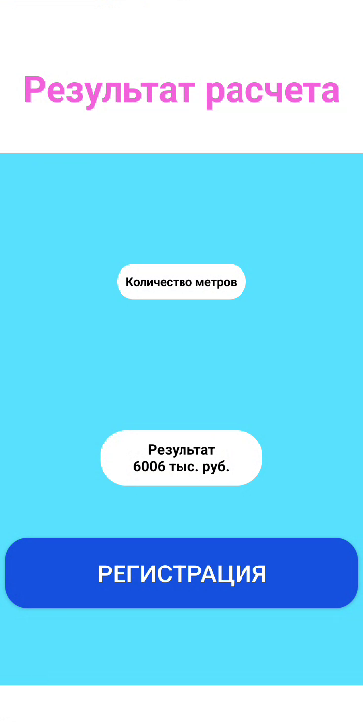 Результат расчета
Количество метров
Результат
6006 тыс. руб.
РЕГИСТРАЦИЯ